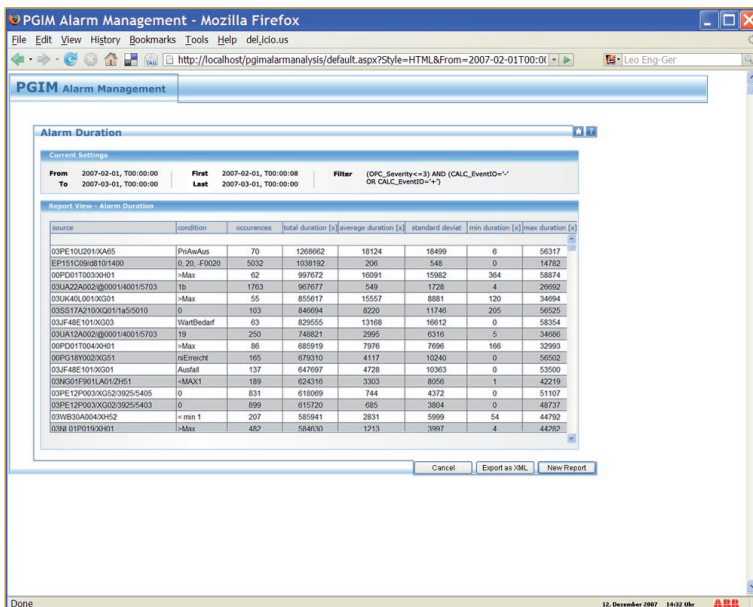 PGIM Alarm Management - Mozilla Firefox
File Edit View History Bookmarks Tools Help del.icio.us
TAG http://localhost/pgimalarmanalysis/default.aspx?Style=HTML&From=2007-02-01T00:0( Leo Eng-Ger
PGIM Alarm Management
Alarm Duration
Current Settings
From 2007-02-01, T00:00:00 First 2007-02-01, T00:00:08 Filter (OPC_Severity<=3) AND (CALC_EventIO='-'
To 2007-03-01, T00:00:00 Last 2007-03-01, T00:00:00 OR CALC_EventIO='+')
Report View - Alarm Duration
source condition occurences total duration [s] average duration [s] standard deviat min duration [s] max duration [s]
03PE10U201/XA65 PriAwAus 70 1268662 18124 18499 6 56317
EP151C09/d810/1400 0, 20, -F0020 5032 1038192 206 548 0 14782
00PD01T003/XH01 >Max 62 997672 16091 15982 364 58874
03UA22A002/@0001/4001/5703 1b 1763 967677 549 1728 4 26692
03UK40L001/XG01 >Max 55 855617 15557 8881 120 34694
03SS17A210/XQ01/1a5/5010 0 103 846694 8220 11746 205 56525
03JF48E101/XG03 WartBedarf 63 829555 13168 16612 0 58354
03UA12A002/@0001/4001/5703 19 250 748821 2995 6316 5 34686
00PD01T004/XH01 >Max 86 685919 7976 7696 166 32993
00PG18Y002/XG51 niErreicht 165 679310 4117 10240 0 56502
03JF48E101/XG01 Ausfall 137 647697 4728 10363 0 53500
03NG01F901LA01/ZH51 <MAX1 189 624316 3303 8056 1 42219
03PE12P003/XG52/3925/5405 0 831 618069 744 4372 0 51107
03PE12P003/XG02/3925/5403 0 899 615720 685 3804 0 48737
03WB30A004/XH52 < min 1 207 585941 2831 5999 54 44792
03NL01P019/XH01 >Max 482 584630 1213 3997 4 44282
Cancel Export as XML New Report
Done 12. Dezember 2007 14:32 Uhr ABB